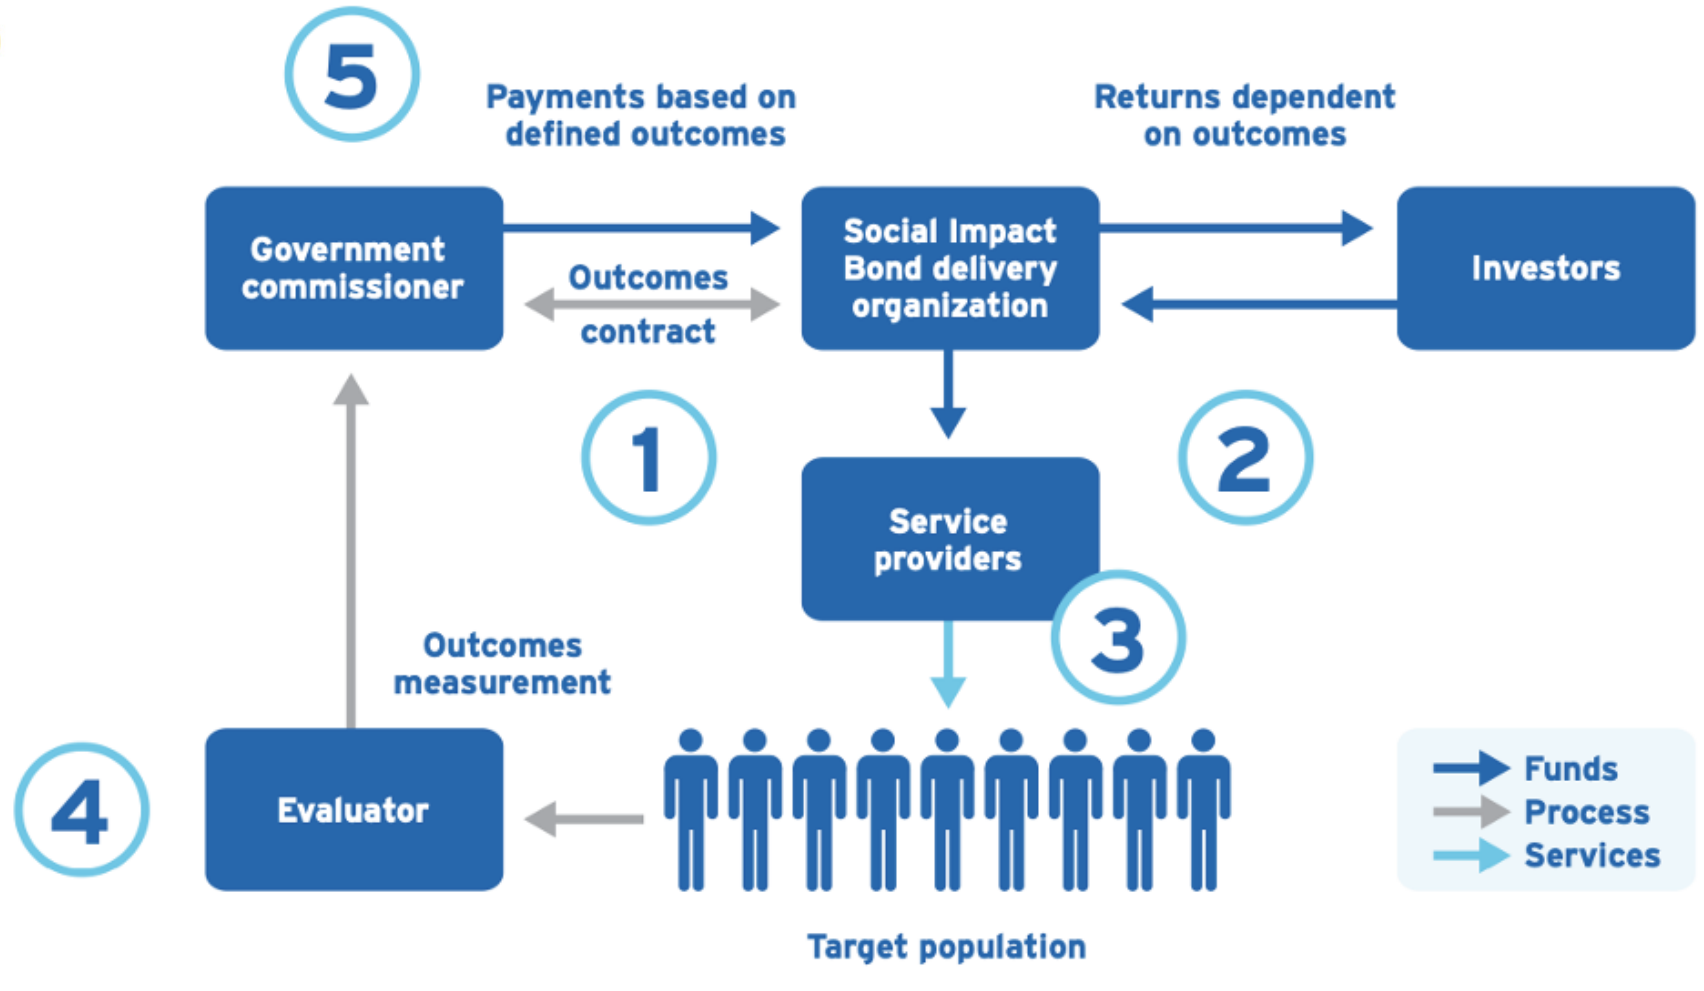 5
Payments based on
defined outcomes
Returns dependent
on outcomes
Government
commissioner
Outcomes
contract
Social Impact
Bond delivery
organization
Investors
1
2
Service
providers
3
Outcomes
measurement
4
Evaluator
Target population
Funds
Process
Services